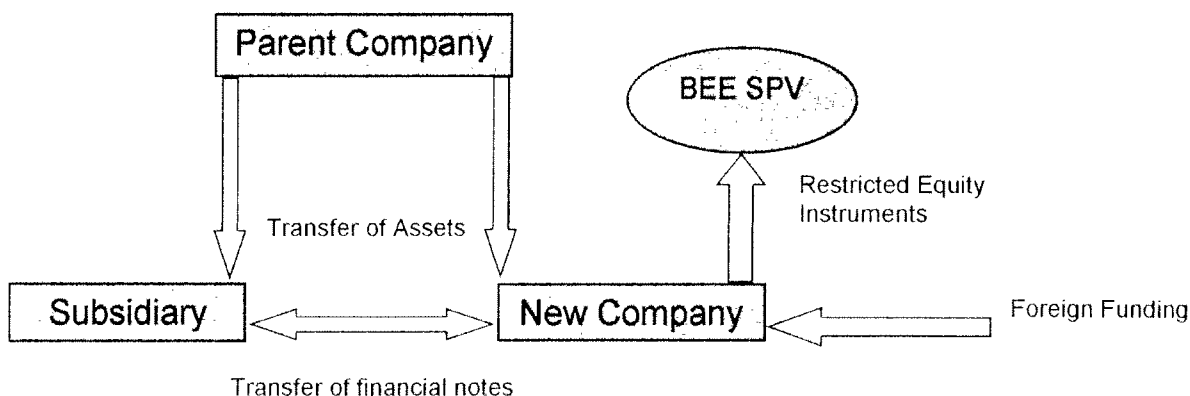 Parent Company
BEE SPV
Restricted Equity
Instruments
Transfer of Assets
Subsidiary
New Company
Foreign Funding
Transfer of financial notes